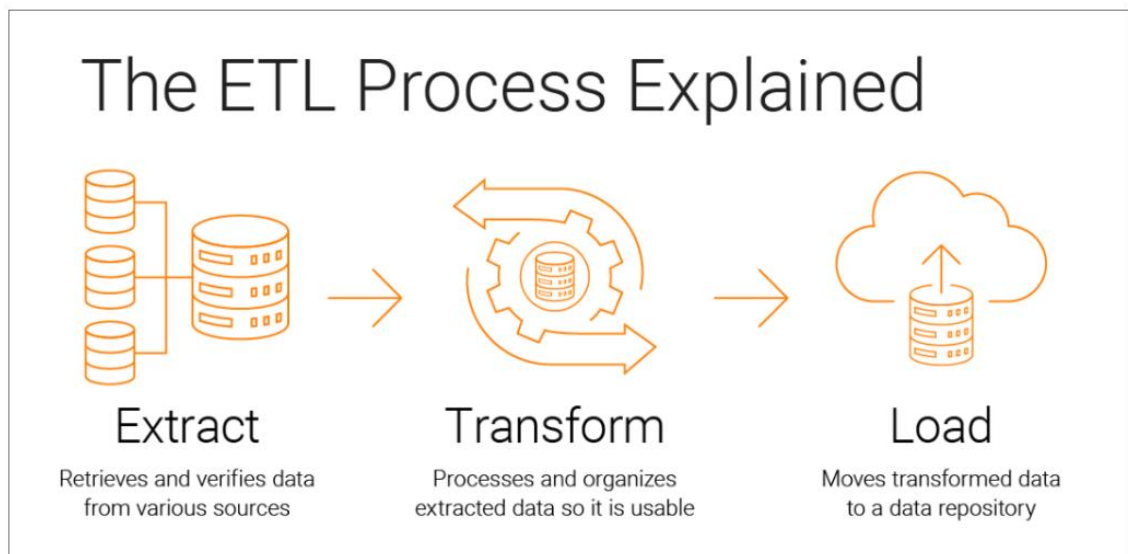 The ETL Process Explained
Extract
Retrieves and verifies data
from various sources
Transform
Processes and organizes
extracted data so it is usable
Load
Moves transformed data
to a data repository